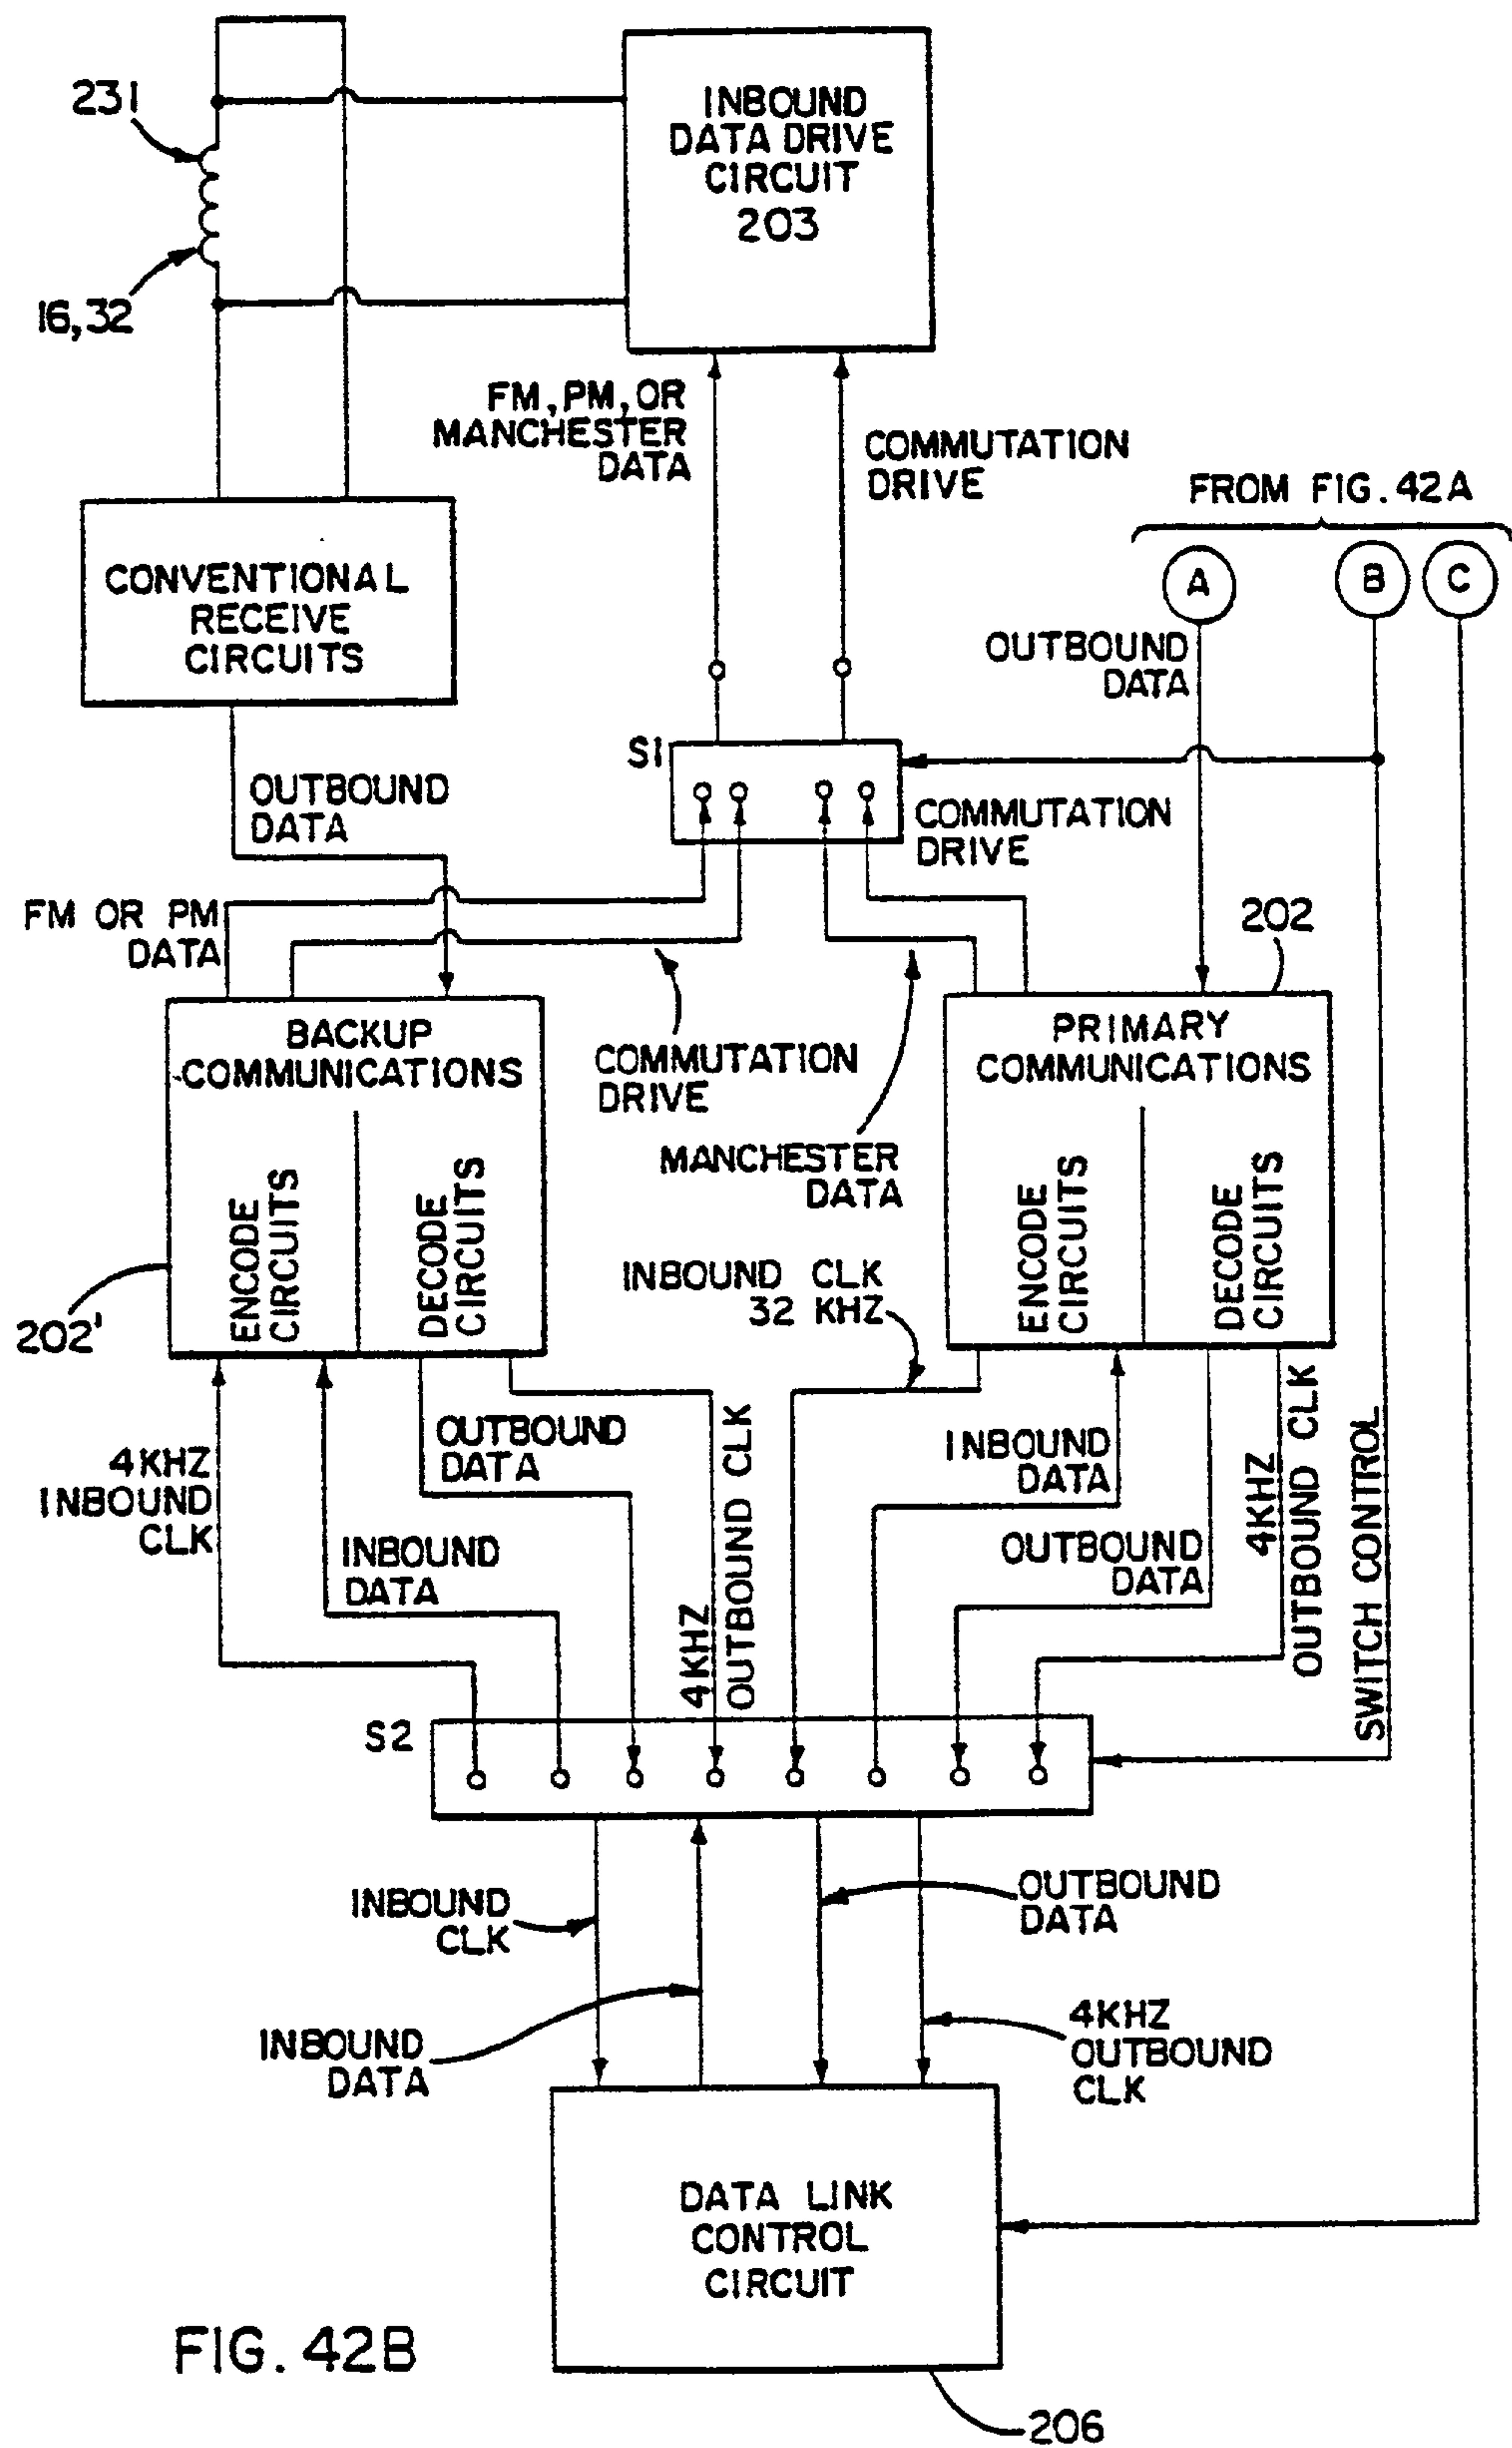 231
16,32
INBOUND
DATA DRIVE
CIRCUIT
203
FM, PM, OR
MANCHESTER
DATA
COMMUTATION
DRIVE
FROM FIG. 42A
A
B
C
CONVENTIONAL
RECEIVE
CIRCUITS
OUTBOUND
DATA
S1
OUTBOUND
DATA
COMMUTATION
DRIVE
FM OR PM
DATA
202
BACKUP
COMMUNICATIONS
ENCODE
CIRCUITS
DECODE
CIRCUITS
202'
COMMUTATION
DRIVE
MANCHESTER
DATA
PRIMARY
COMMUNICATIONS
ENCODE
CIRCUITS
DECODE
CIRCUITS
INBOUND CLK
32 KHZ
4KHZ
INBOUND
CLK
INBOUND
DATA
OUTBOUND
DATA
4KHZ
OUTBOUND CLK
INBOUND
DATA
OUTBOUND
DATA
4KHZ
OUTBOUND CLK
SWITCH CONTROL
S2
INBOUND
CLK
OUTBOUND
DATA
INBOUND
DATA
4KHZ
OUTBOUND
CLK
DATA LINK
CONTROL
CIRCUIT
206
FIG. 42B